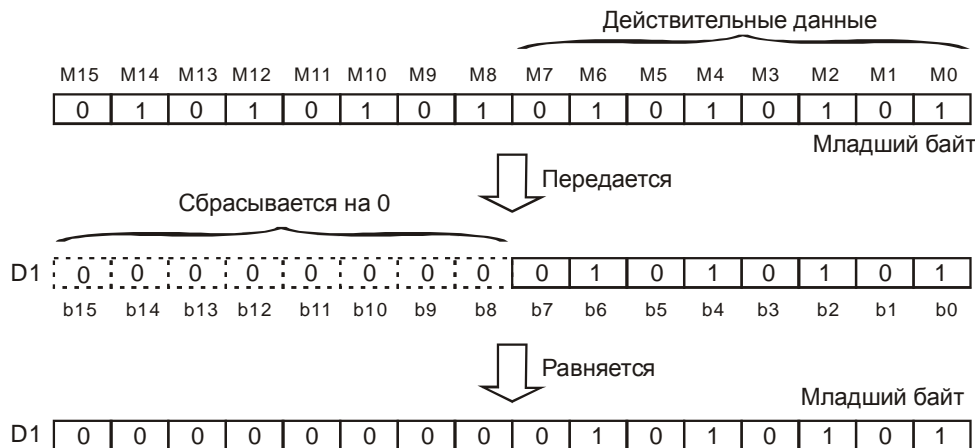 Действительные данные
M15 M14 M13 M12 M11 M10 M9 M8 M7 M6 M5 M4 M3 M2 M1 M0
0 1 0 1 0 1 0 1 0 1 0 1 0 1 0 1
Младший байт
Передается
Сбрасывается на 0
D1 0 0 0 0 0 0 0 0 0 1 0 1 0 1 0 1
b15 b14 b13 b12 b11 b10 b9 b8 b7 b6 b5 b4 b3 b2 b1 b0
Равняется
Младший байт
D1 0 0 0 0 0 0 0 0 0 1 0 1 0 1 0 1